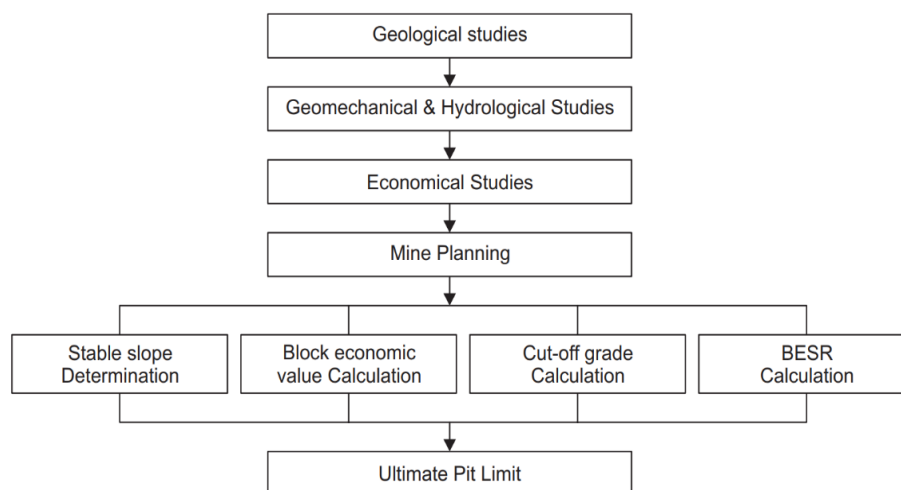 Geological studies
Geomechanical & Hydrological Studies
Economical Studies
Mine Planning
Stable slope
Determination
Block economic
value Calculation
Cut-off grade
Calculation
BESR
Calculation
Ultimate Pit Limit